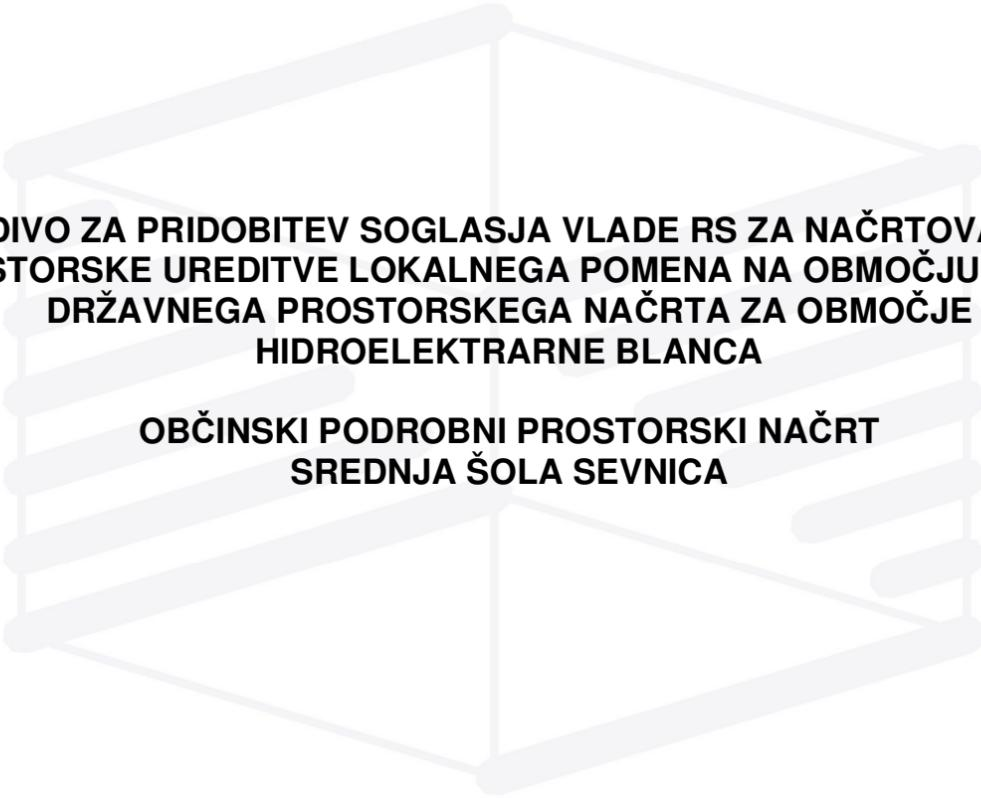 DIVO ZA PRIDOBITEV SOGLASJA VLADE RS ZA NAČRTOVA
STORSKE UREDITVE LOKALNEGA POMENA NA OBMOČJU
DRŽAVNEGA PROSTORSKEGA NAČRTA ZA OBMOČJE
HIDROELEKTRARNE BLANCA
OBČINSKI PODROBNI PROSTORSKI NAČRT
SREDNJA ŠOLA SEVNICA